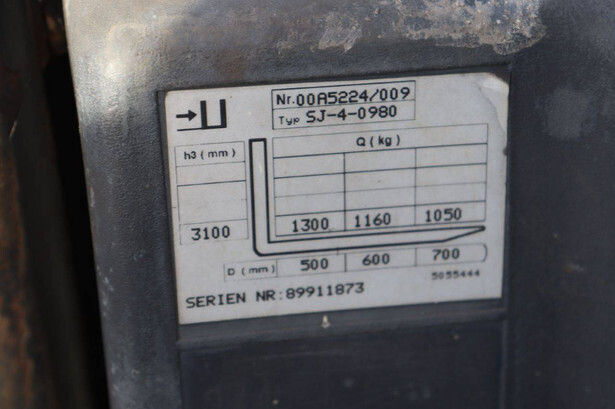 Nr.00A5224/009
Typ SJ-4-0980
h3 (mm) Q (kg)
3100 1300 1160 1050
D (mm) 500 600 700
5055444
SERIEN NR:89911873